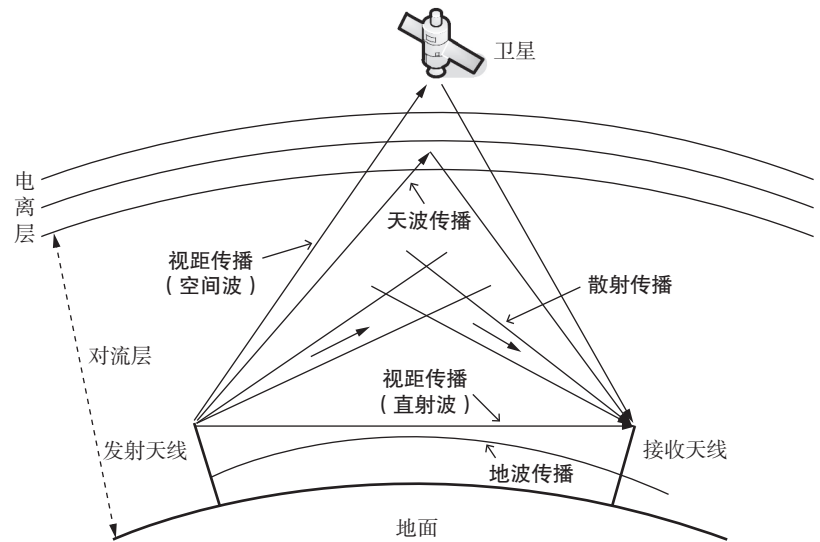 卫星
电
离
层
天波传播
视距传播
(空间波)
散射传播
对流层
视距传播
(直射波)
发射天线
接收天线
地波传播
地面